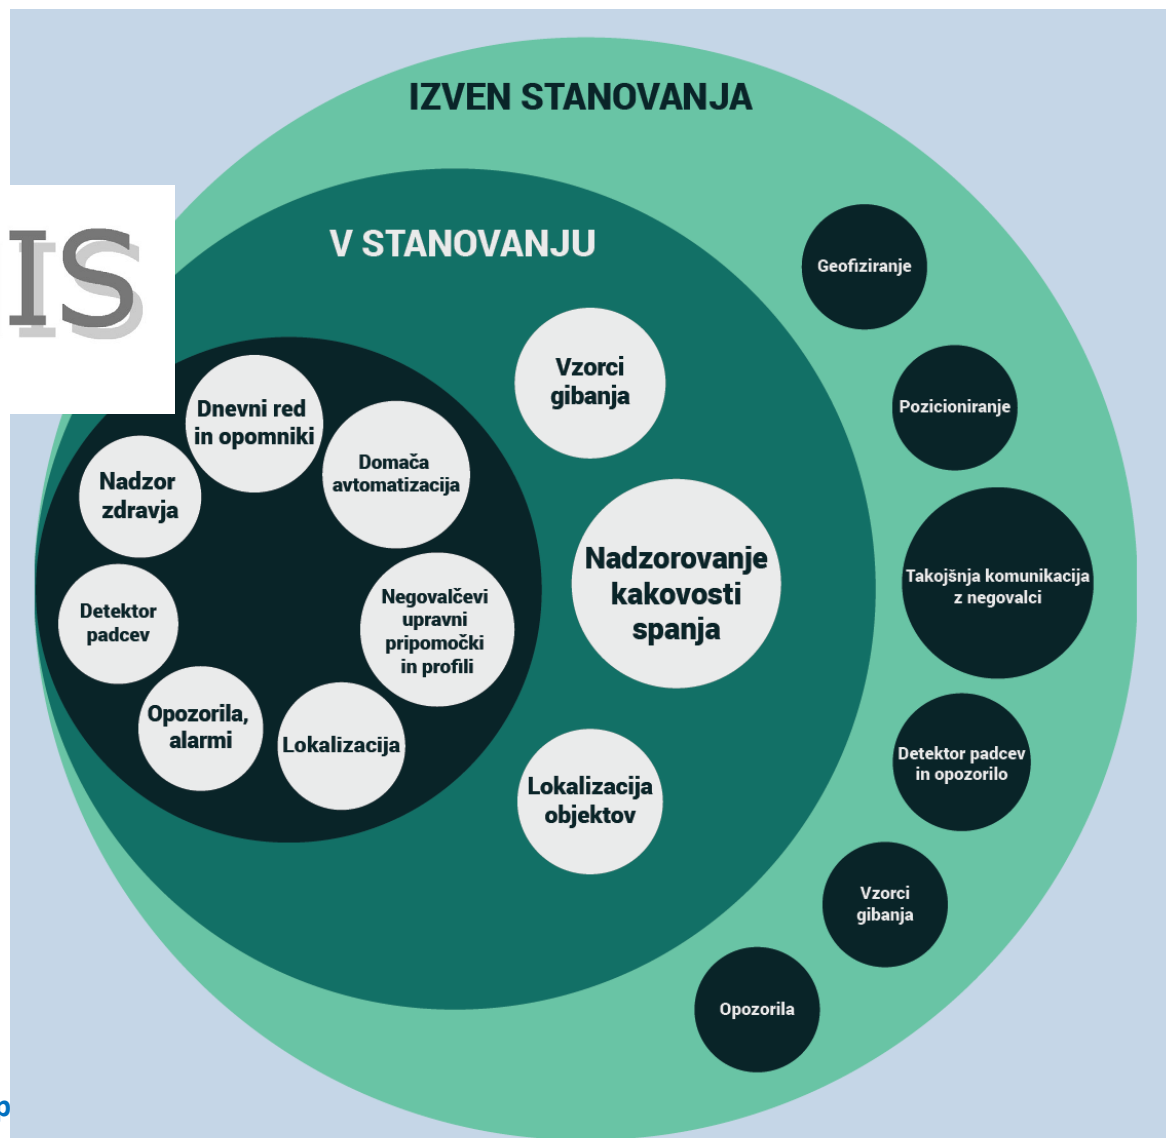 IZVEN STANOVANJA
V STANOVANJU
IS
Geofiziranje
Vzorci
gibanja
Pozicioniranje
Dnevni red
in opomniki
Domača
avtomatizacija
Nadzor
zdravja
Nadzorovanje
kakovosti
spanja
Takojšnja komunikacija
z negovalci
Detektor
padcev
Negovalčevi
upravni
pripomočki
in profili
Opozorila,
alarmi
Lokalizacija
Lokalizacija
objektov
Detektor padcev
in opozorilo
Vzorci
gibanja
Opozorila
p